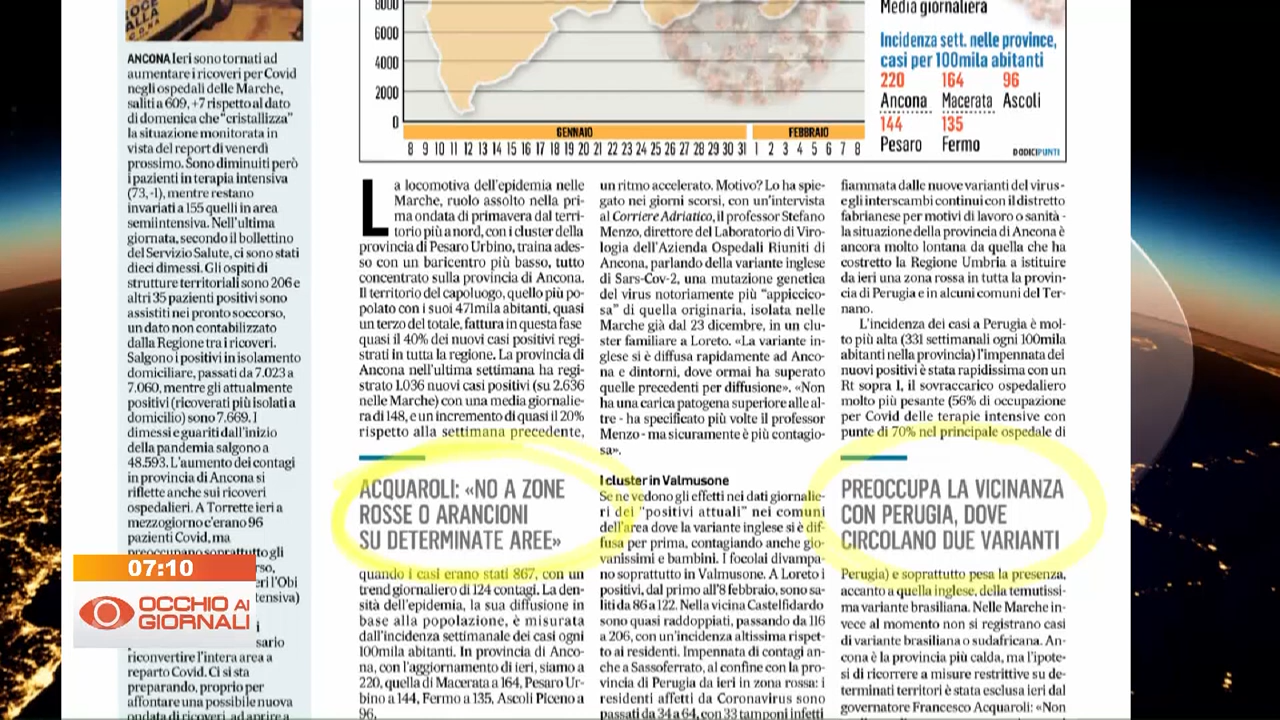 ROCE
ALLA
ANCONA Ieri sono tornati ad
aumentare i ricoveri per Covid
negli ospedali delle Marche,
saliti a 609, +7 rispetto al dato
di domenica che "cristallizza"
la situazione monitorata in
vista del report di venerdì
prossimo. Sono diminuiti però
i pazienti in terapia intensiva
(73, -1), mentre restano
invariati a 155 quelli in area
semiintensiva. Nell'ultima
giornata, secondo il bollettino
del Servizio Salute, ci sono stati
dieci dimessi. Gli ospiti di
strutture territoriali sono 206 e
altri 35 pazienti positivi sono
assistiti nei pronto soccorso,
un dato non contabilizzato
dalla Regione tra i ricoveri.
Salgono i positivi in isolamento
domiciliare, passati da 7.023 a
7.060, mentre gli attualmente
positivi (ricoverati più isolati a
domicilio) sono 7.669. I
dimessi e guariti dall'inizio
della pandemia salgono a
48.593. L'aumento dei contagi
in provincia di Ancona si
riflette anche sui ricoveri
ospedalieri. A Torrette ieri a
mezzogiorno c'erano 96
pazienti Covid, ma
preoccupano soprattutto gli
rso,
eri l'Obi
tensiva)
i
sario
riconvertire l'intera area a
reparto Covid. Ci si sta
preparando, proprio per
affrontare una possibile nuova
ondata di ricoveri, ad aprire a
8000
6000
4000
2000
0
GENNAIO FEBBRAIO
8 9 10 11 12 13 14 15 16 17 18 19 20 21 22 23 24 25 26 27 28 29 30 31 1 2 3 4 5 6 7 8
Media giornaliera
Incidenza sett. nelle province,
casi per 100mila abitanti
220 164 96
Ancona Macerata Ascoli
144 135
Pesaro Fermo
DODICIPUNTI
La locomotiva dell'epidemia nelle
Marche, ruolo assolto nella pri-
ma ondata di primavera dal terri-
torio più a nord, con i cluster della
provincia di Pesaro Urbino, traina ades-
so con un baricentro più basso, tutto
concentrato sulla provincia di Ancona.
Il territorio del capoluogo, quello più po-
polato con i suoi 471mila abitanti, quasi
un terzo del totale, fattura in questa fase
quasi il 40% dei nuovi casi positivi regi-
strati in tutta la regione. La provincia di
Ancona nell'ultima settimana ha regi-
strato 1.036 nuovi casi positivi (su 2.636
nelle Marche) con una media giornalie-
ra di 148, e un incremento di quasi il 20%
rispetto alla settimana precedente,
ACQUAROLI: «NO A ZONE
ROSSE O ARANCIONI
SU DETERMINATE AREE»
quando i casi erano stati 867, con un
trend giornaliero di 124 contagi. La den-
sità dell'epidemia, la sua diffusione in
base alla popolazione, è misurata
dall'incidenza settimanale dei casi ogni
100mila abitanti. In provincia di Anco-
na, con l'aggiornamento di ieri, siamo a
220, quella di Macerata a 164, Pesaro Ur-
bino a 144, Fermo a 135, Ascoli Piceno a
96.
un ritmo accelerato. Motivo? Lo ha spie-
gato nei giorni scorsi, con un'intervista
al Corriere Adriatico, il professor Stefano
Menzo, direttore del Laboratorio di Viro-
logia dell'Azienda Ospedali Riuniti di
Ancona, parlando della variante inglese
di Sars-Cov-2, una mutazione genetica
del virus notoriamente più "appiccico-
sa" di quella originaria, isolata nelle
Marche già dal 23 dicembre, in un clu-
ster familiare a Loreto. «La variante in-
glese si è diffusa rapidamente ad Anco-
na e dintorni, dove ormai ha superato
quelle precedenti per diffusione». «Non
ha una carica patogena superiore alle al-
tre - ha specificato più volte il professor
Menzo - ma sicuramente è più contagio-
sa».
I cluster in Valmusone
Se ne vedono gli effetti nei dati giornalie-
ri dei "positivi attuali" nei comuni
dell'area dove la variante inglese si è dif-
fusa per prima, contagiando anche gio-
vanissimi e bambini. I focolai divampa-
no soprattutto in Valmusone. A Loreto i
positivi, dal primo all'8 febbraio, sono sa-
liti da 86 a 122. Nella vicina Castelfidardo
sono quasi raddoppiati, passando da 116
a 206, con un'incidenza altissima rispet-
to ai residenti. Impennata di contagi an-
che a Sassoferrato, al confine con la pro-
vincia di Perugia da ieri in zona rossa: i
residenti affetti da Coronavirus sono
passati da 34 a 64, con 33 tamponi infetti
fiammata dalle nuove varianti del virus -
e gli interscambi continui con il distretto
fabrianese per motivi di lavoro o sanità -
la situazione della provincia di Ancona è
ancora molto lontana da quella che ha
costretto la Regione Umbria a istituire
da ieri una zona rossa in tutta la provin-
cia di Perugia e in alcuni comuni del Ter-
nano.
L'incidenza dei casi a Perugia è mol-
to più alta (331 settimanali ogni 100mila
abitanti nella provincia) l'impennata dei
nuovi positivi è stata rapidissima con un
Rt sopra 1, il sovraccarico ospedaliero
molto più pesante (56% di occupazione
per Covid delle terapie intensive con
punte di 70% nel principale ospedale di
PREOCCUPA LA VICINANZA
CON PERUGIA, DOVE
CIRCOLANO DUE VARIANTI
Perugia) e soprattutto pesa la presenza,
accanto a quella inglese, della temutissi-
ma variante brasiliana. Nelle Marche in-
vece al momento non si registrano casi
di variante brasiliana o sudafricana. An-
cona è la provincia più calda, ma l'ipote-
si di ricorrere a misure restrittive su de-
terminati territori è stata esclusa ieri dal
governatore Francesco Acquaroli: «Non
07:10
OCCHIO AI
GIORNALI